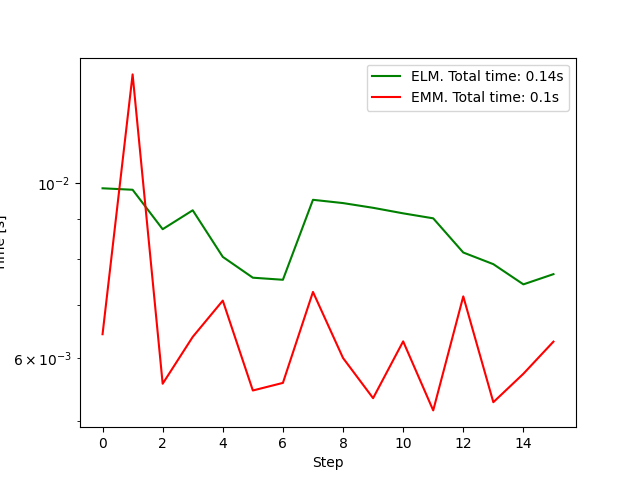 ELM. Total time: 0.14s
EMM. Total time: 0.1s
10⁻²
6 × 10⁻³
Time [s]
0 2 4 6 8 10 12 14
Step